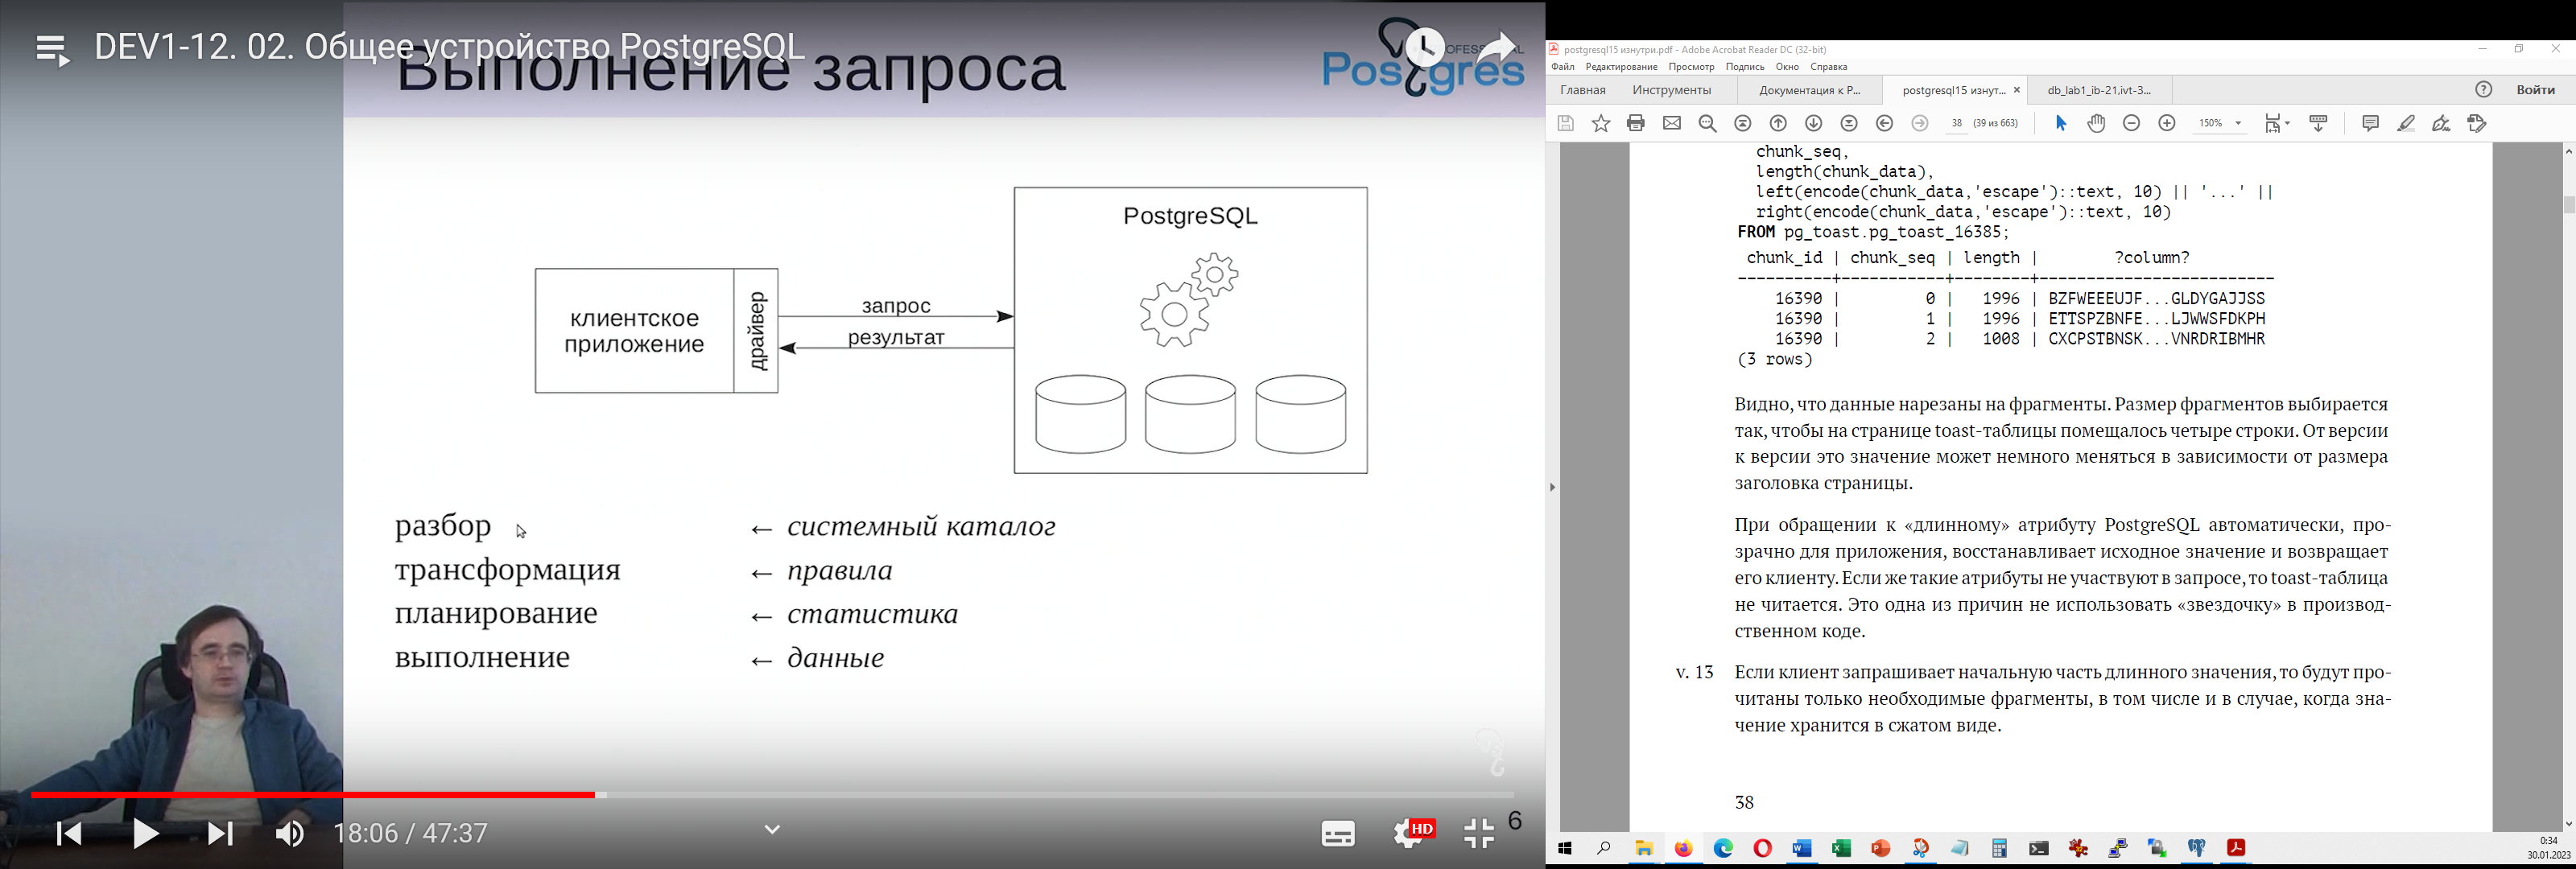 DEV1-12. 02. Общее устройство PostgreSQL
Выполнение запроса
Postgres
PostgreSQL
клиентское
приложение
драйвер
запрос
результат
разбор ← системный каталог
трансформация ← правила
планирование ← статистика
выполнение ← данные
18:06 / 47:37
HD
6
postgresql15 изнутри.pdf - Adobe Acrobat Reader DC (32-bit)
Файл Редактирование Просмотр Подпись Окно Справка
Главная Инструменты Документация к P... postgresql15 изнут... × db_lab1_ib-21,ivt-3... Войти
38 (39 из 663) 150%
chunk_seq,
length(chunk_data),
left(encode(chunk_data,'escape')::text, 10) || '...' ||
right(encode(chunk_data,'escape')::text, 10)
FROM pg_toast.pg_toast_16385;
chunk_id | chunk_seq | length | ?column?
----------+-----------+--------+-------------------------
16390 | 0 | 1996 | BZFWEEEUJF...GLDYGAJJSS
16390 | 1 | 1996 | ETTSPZBNFE...LJWWSFDKPH
16390 | 2 | 1008 | CXCPSTBNSK...VNRDRIBMHR
(3 rows)
Видно, что данные нарезаны на фрагменты. Размер фрагментов выбирается
так, чтобы на странице toast-таблицы помещалось четыре строки. От версии
к версии это значение может немного меняться в зависимости от размера
заголовка страницы.
При обращении к «длинному» атрибуту PostgreSQL автоматически, про-
зрачно для приложения, восстанавливает исходное значение и возвращает
его клиенту. Если же такие атрибуты не участвуют в запросе, то toast-таблица
не читается. Это одна из причин не использовать «звездочку» в производ-
ственном коде.
v. 13 Если клиент запрашивает начальную часть длинного значения, то будут про-
читаны только необходимые фрагменты, в том числе и в случае, когда зна-
чение хранится в сжатом виде.
38
0:34
30.01.2023